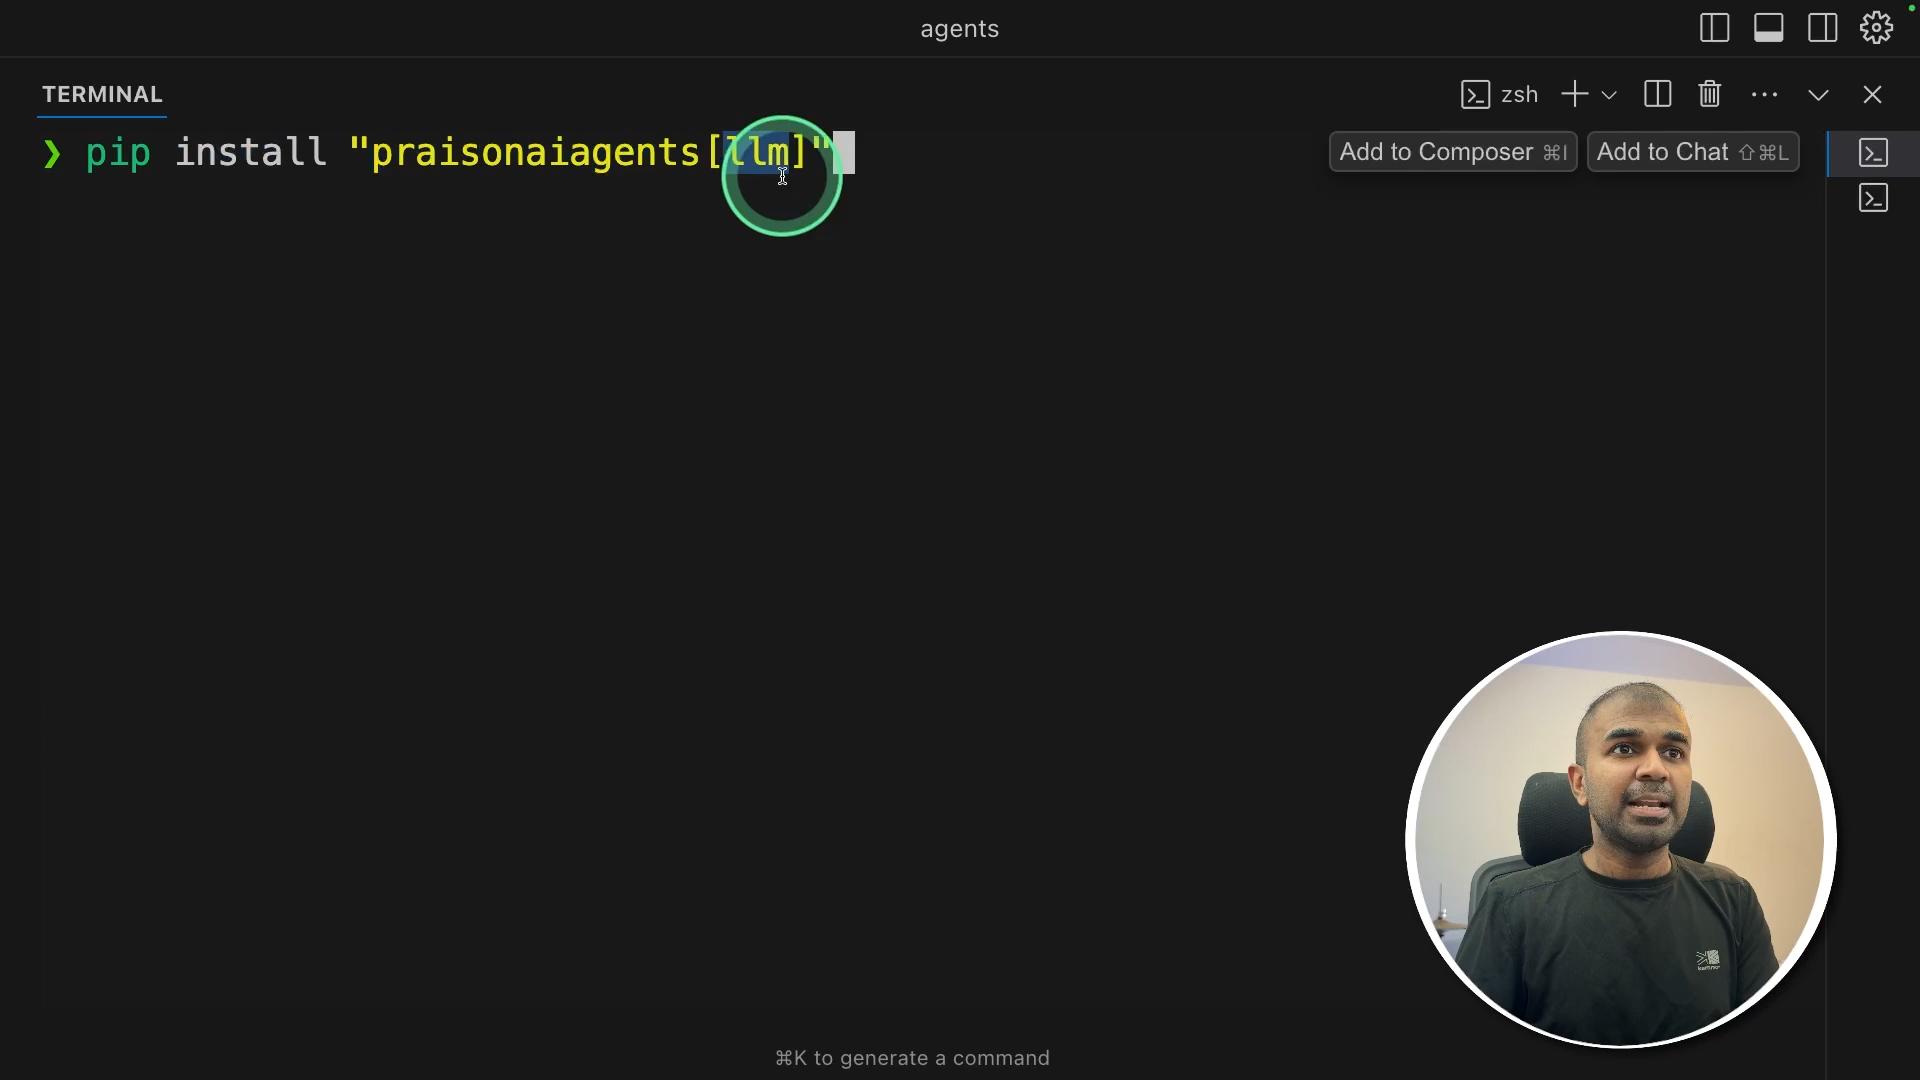 agents
TERMINAL
zsh
❯ pip install "praisonaiagents[llm]"
Add to Composer ⌘I
Add to Chat ⇧⌘L
⌘K to generate a command